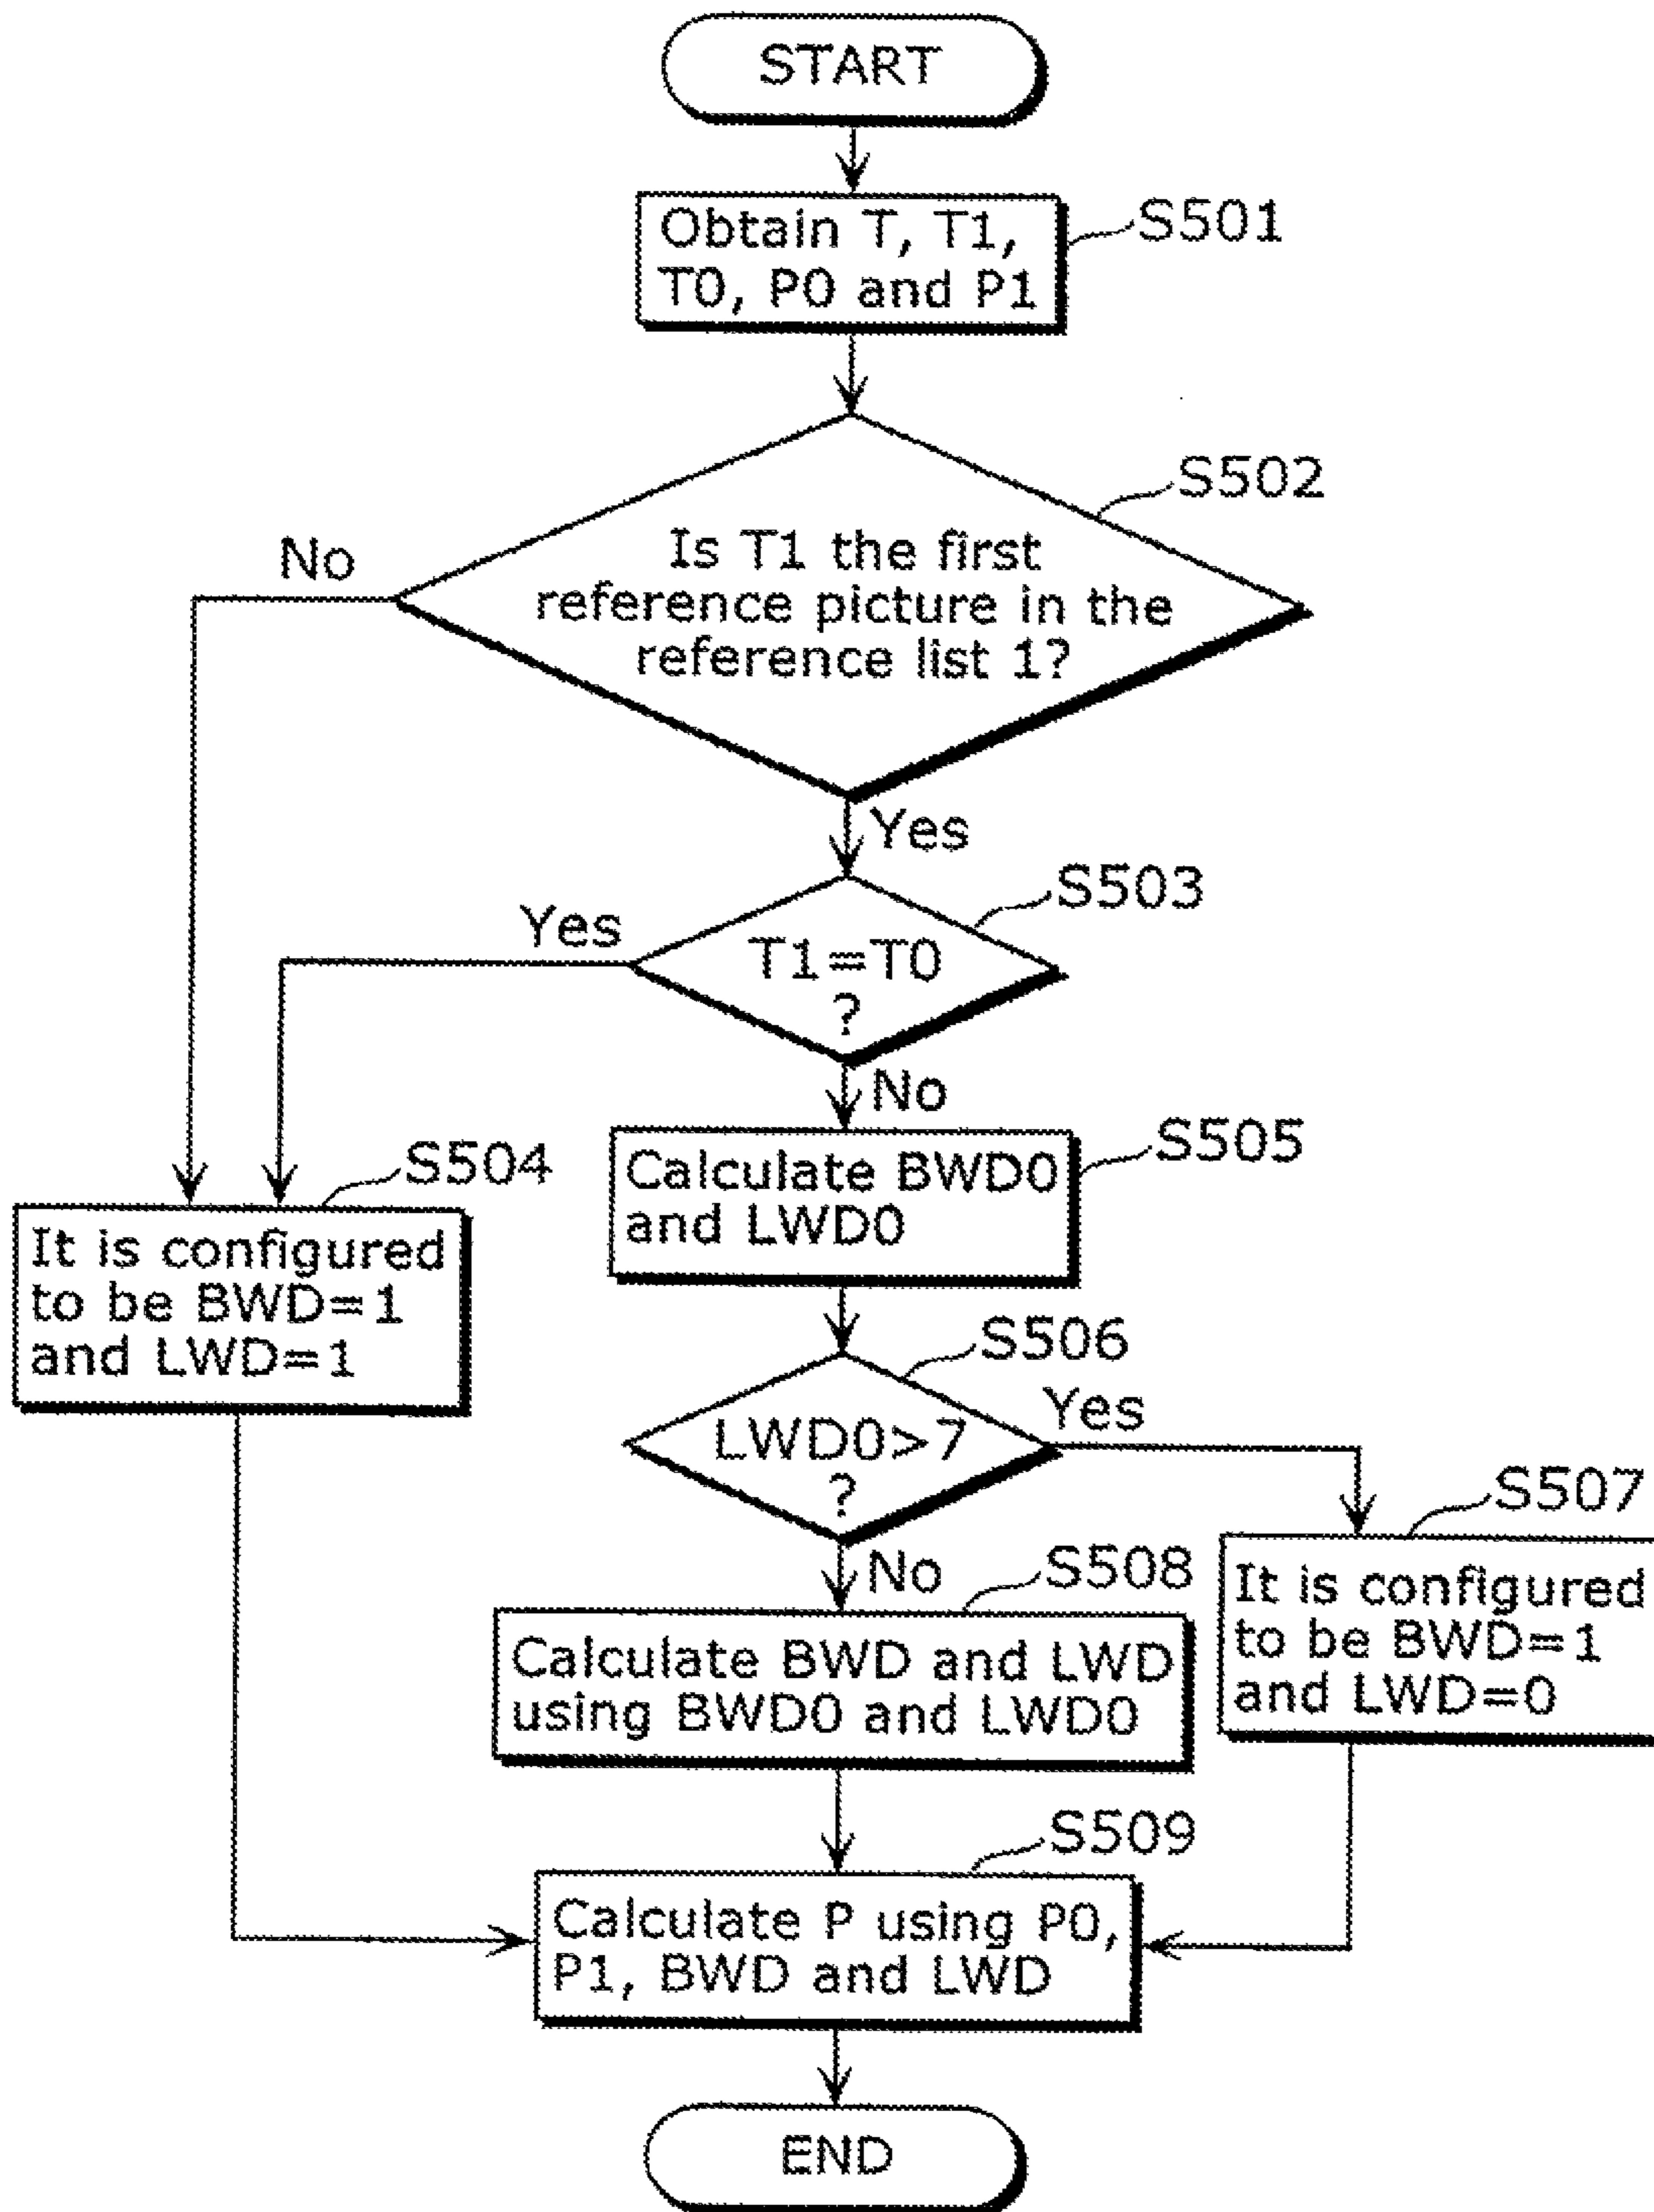 START
S501
Obtain T, T1,
T0, P0 and P1
S502
No
Is T1 the first
reference picture in the
reference list 1?
Yes
S503
Yes
T1=T0
?
No
S504
S505
It is configured
to be BWD=1
and LWD=1
Calculate BWD0
and LWD0
S506
Yes
LWD0>7
?
No
S507
S508
It is configured
to be BWD=1
and LWD=0
Calculate BWD and LWD
using BWD0 and LWD0
S509
Calculate P using P0,
P1, BWD and LWD
END